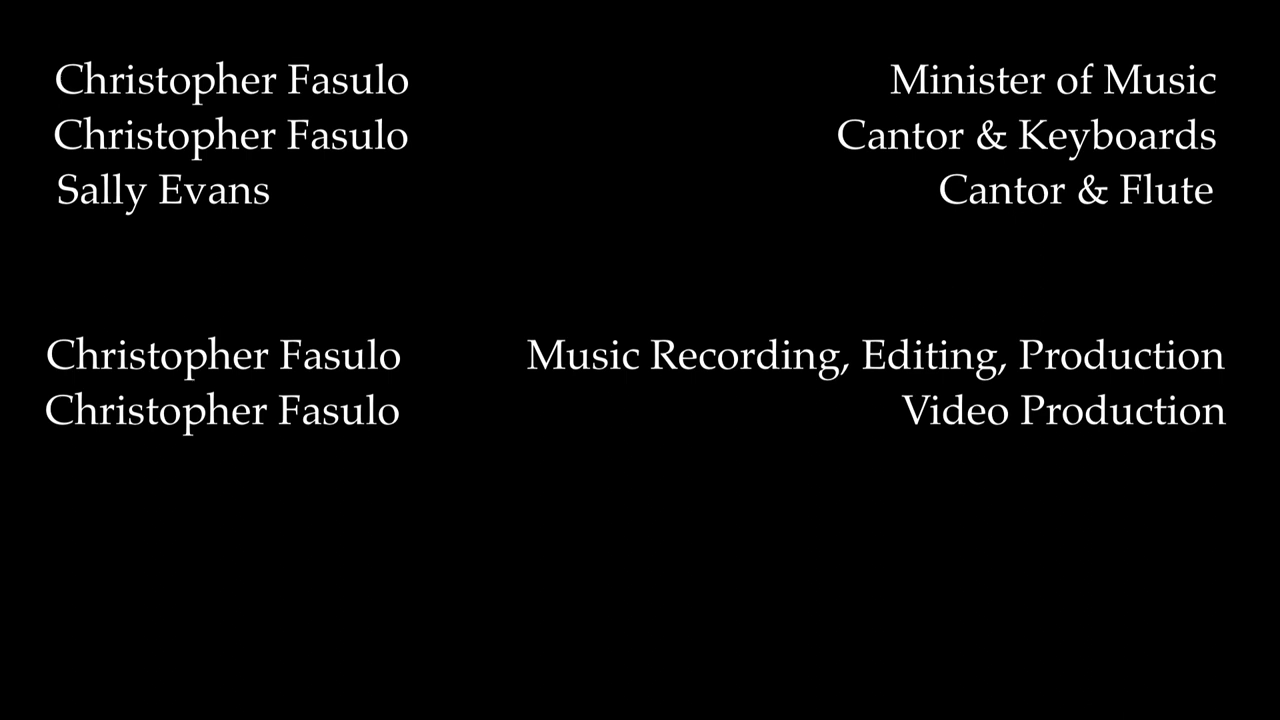 Christopher Fasulo Minister of Music
Christopher Fasulo Cantor & Keyboards
Sally Evans Cantor & Flute
Christopher Fasulo Music Recording, Editing, Production
Christopher Fasulo Video Production